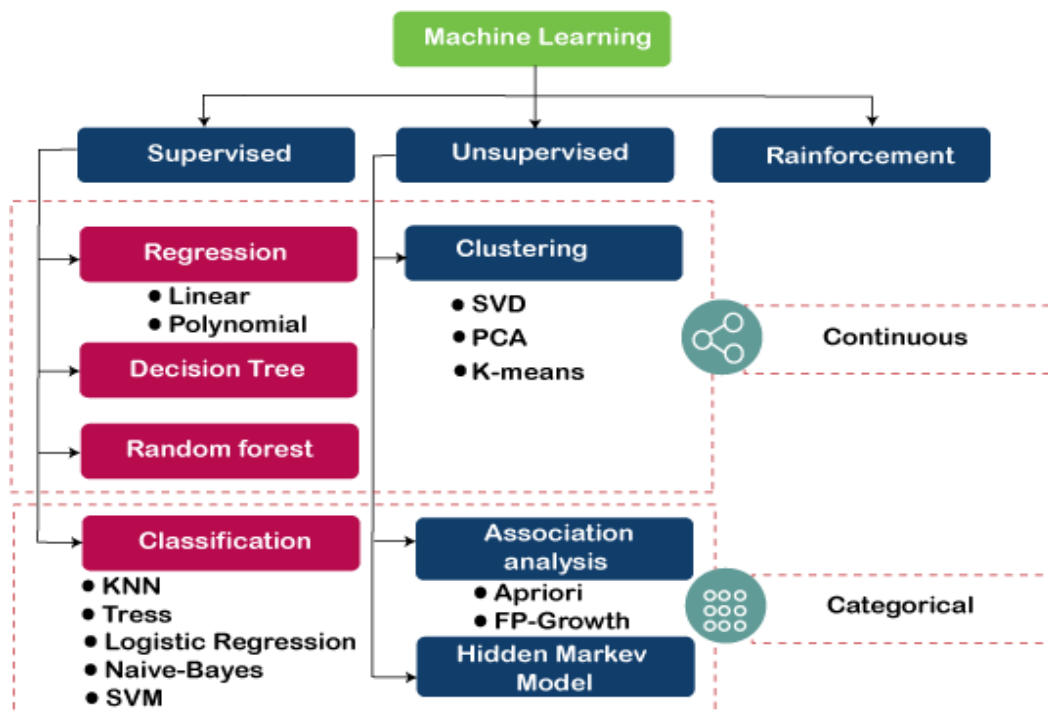 Machine Learning
Supervised
Unsupervised
Rainforcement
Regression
● Linear
● Polynomial
Decision Tree
Random forest
Clustering
● SVD
● PCA
● K-means
Continuous
Classification
● KNN
● Tress
● Logistic Regression
● Naive-Bayes
● SVM
Association
analysis
● Apriori
● FP-Growth
Hidden Markev
Model
Categorical